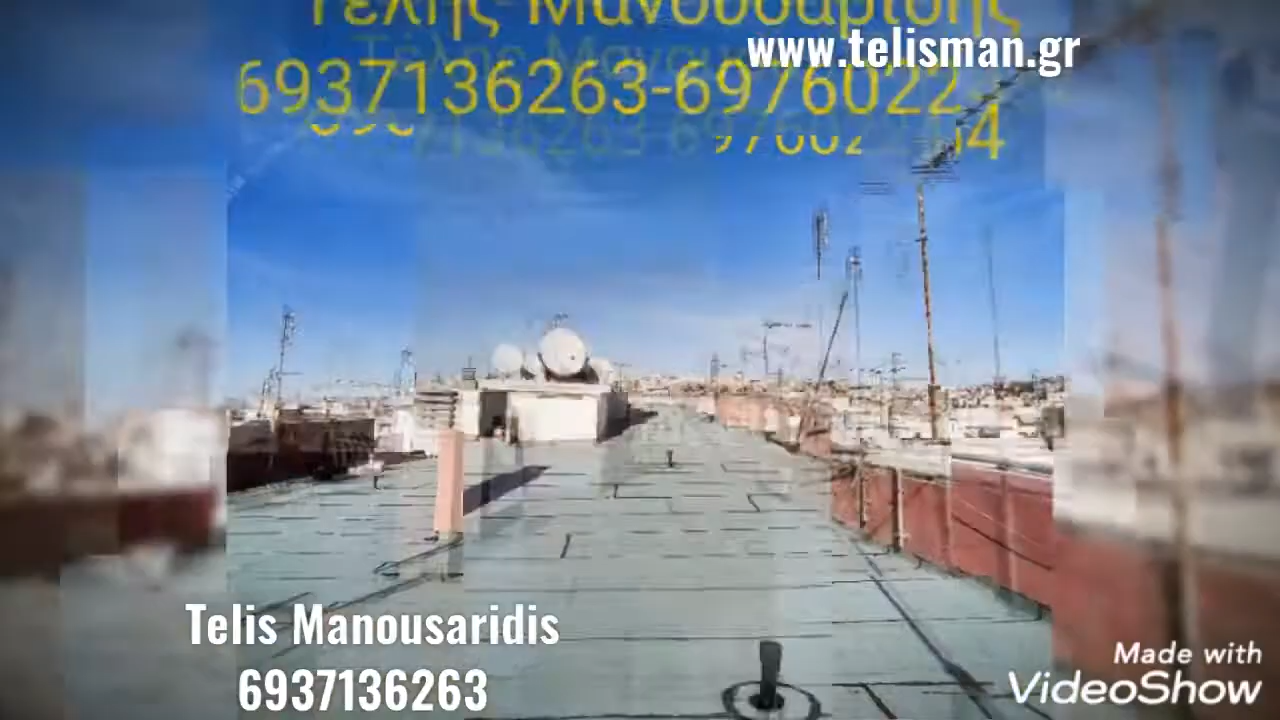 Τέλης Μανουσαρίδης
www.telisman.gr
6937136263-6976022
Telis Manousaridis
6937136263
Made with
VideoShow